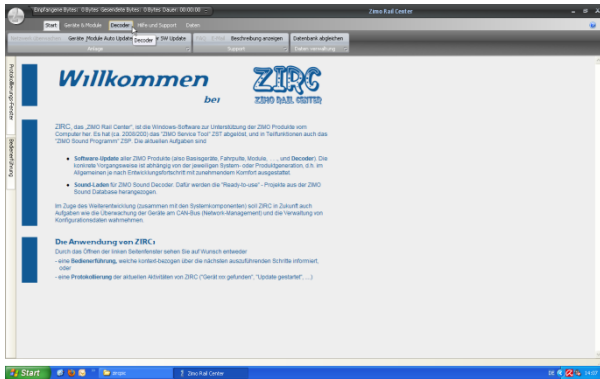 Empfangene Bytes: 0 Bytes Gesendete Bytes: 0 Bytes Dauer: 00:00:00
Zimo Rail Center
Start Geräte & Module Decoder Hilfe und Support Daten
Geräte /Module Auto Update SW Update Beschreibung anzeigen Datenbank abgleichen
Decoder
Anlage Support Daten verwaltung
Protokollierungs-Fenster
Bedienerführung
Willkommen
bei
ZIRC
ZIMO RAIL CENTER
ZIRC, das „ZIMO Rail Center", ist die Windows-Software zur Unterstützung der ZIMO Produkte vom
Computer her. Es hat (ca. 2008/200) das "ZIMO Service Tool" ZST abgelöst, und in Teilfunktionen auch das
"ZIMO Sound Programm" ZSP. Die aktuellen Aufgaben sind:
• Software-Update aller ZIMO Produkte (also Basisgeräte, Fahrpulte, Module, . . , und Decoder). Die
konkrete Vorgangsweise ist abhängig von der jeweiligen System- oder Produktgeneration, d.h. im
Allgemeinen je nach Entwicklungsfortschritt mit zunehmendem Komfort ausgestattet.
• Sound-Laden für ZIMO Sound Decoder. Dafür werden die "Ready-to-use" - Projekte aus der ZIMO
Sound Database herangezogen.
Im Zuge des Weiterentwicklung (zusammen mit den Systemkomponenten) soll ZIRC in Zukunft auch
Aufgaben wie die Überwachung der Geräte am CAN-Bus (Network-Management) und die Verwaltung von
Konfigurationsdaten wahrnehmen.
Die Anwendung von ZIRC:
Durch das Öffnen der linken Seitenfenster sehen Sie auf Wunsch entweder
- eine Bedienerführung, welche kontext-bezogen über die nächsten auszuführenden Schritte informiert,
oder
- eine Protokollierung der aktuellen Aktivitäten von ZIRC ("Gerät xx gefunden", "Update gestartet", ...)
Start Zimo Rail Center DE 14:07